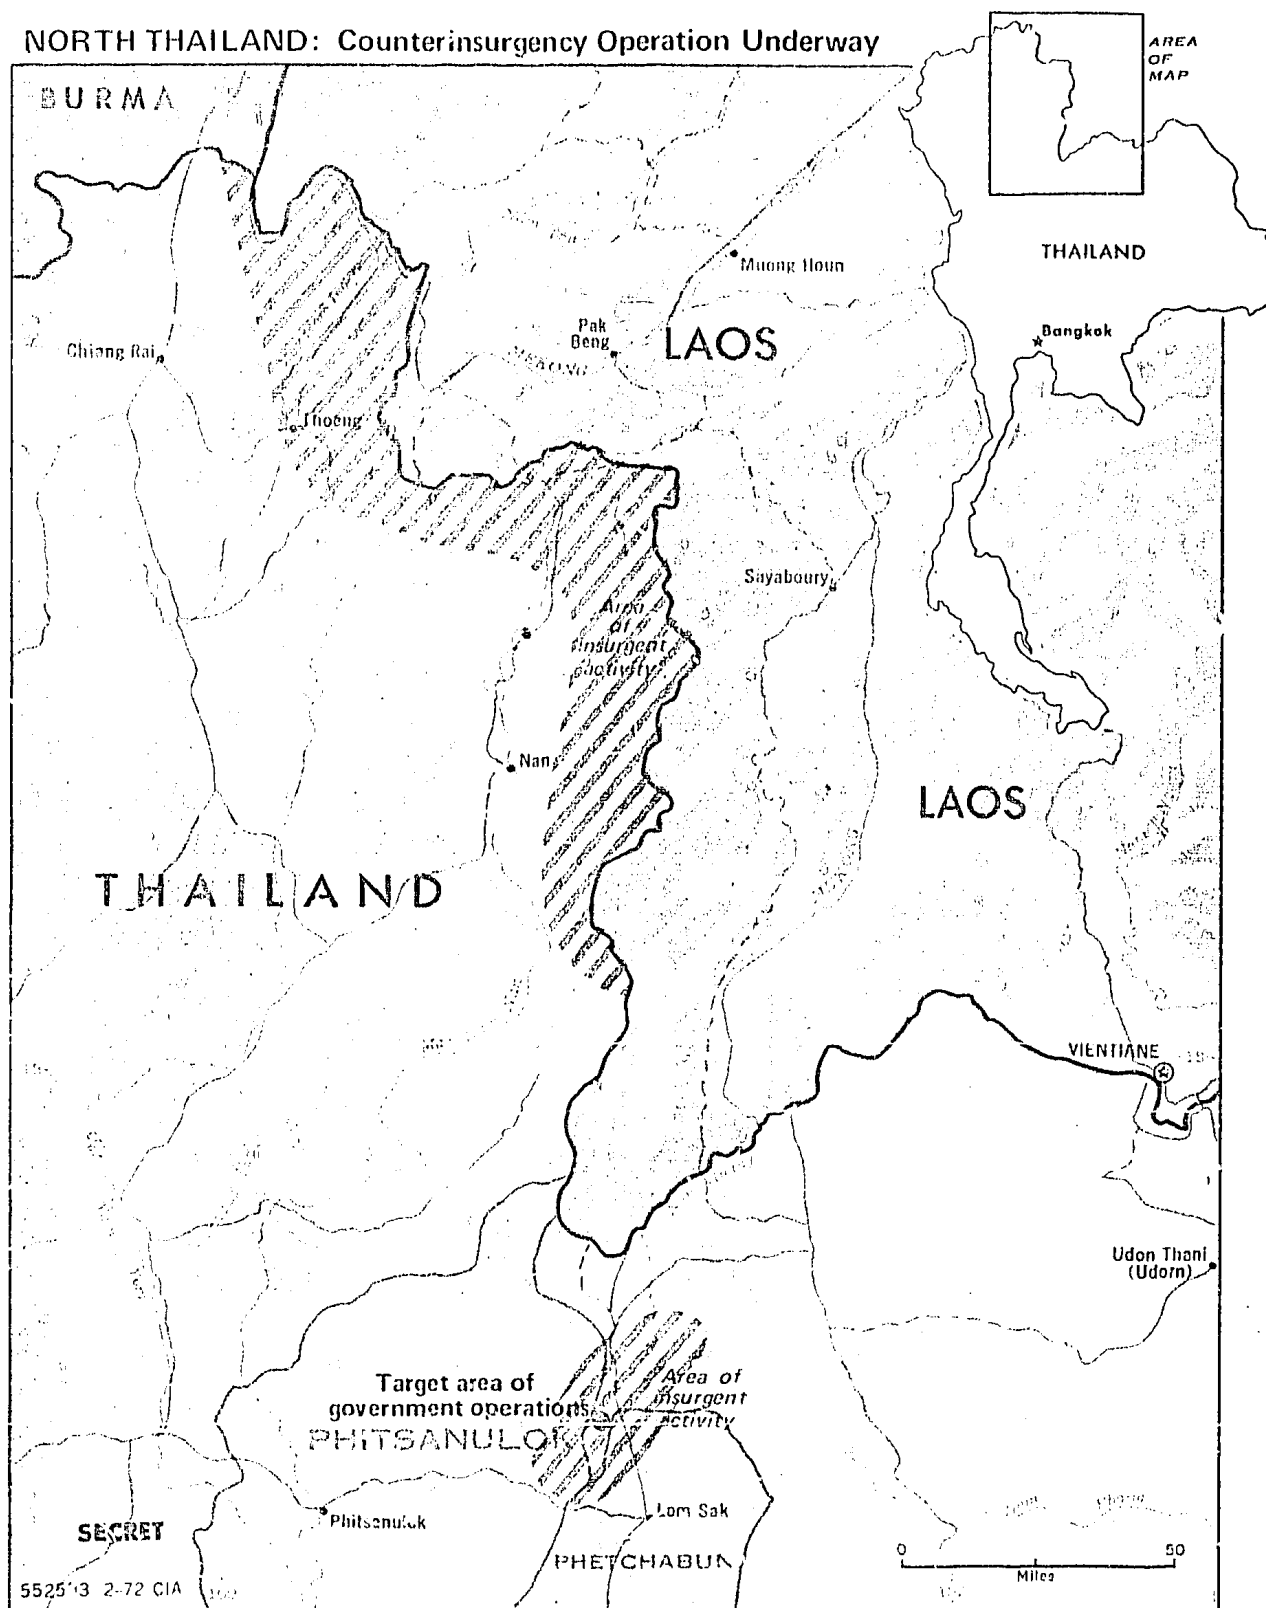 NORTH THAILAND: Counterinsurgency Operation Underway
AREA
OF
MAP
BURMA
THAILAND
Muong Houn
Bangkok
Pak
Beng
LAOS
MEKONG
Chiang Rai
Thoeng
Sayaboury
Area
of
insurgent
activity
Nan
LAOS
THAILAND
VIENTIANE
Udon Thani
(Udorn)
Target area of
government operations
Area of
insurgent
activity
PHITSANULOK
Phitsanulok
Lom Sak
SECRET
PHETCHABUN
0
50
Miles
2-72 CIA